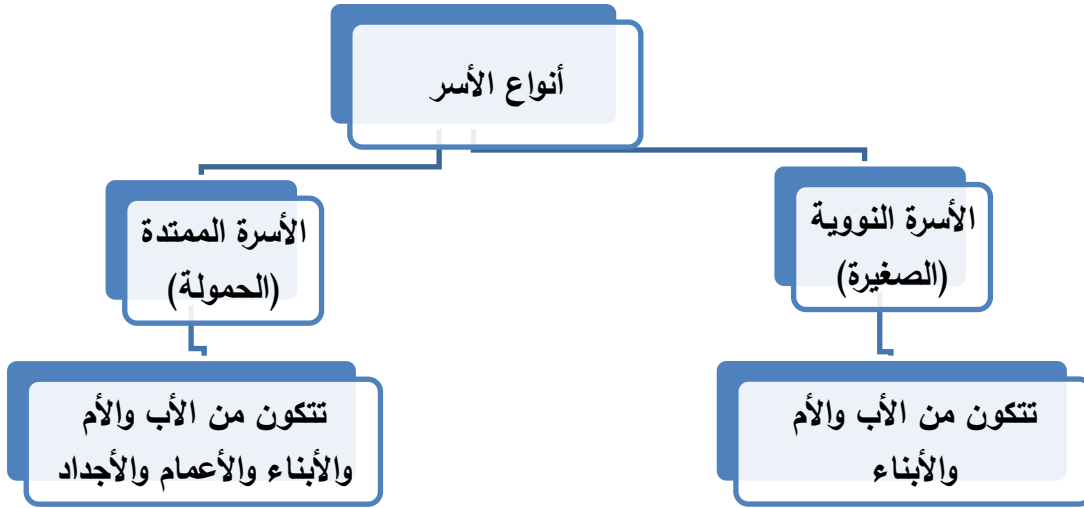 أنواع الأسر
الأسرة النووية
(الصغيرة)
تتكون من الأب والأم
والأبناء
الأسرة الممتدة
(الحمولة)
تتكون من الأب والأم
والأبناء والأعمام والأجداد